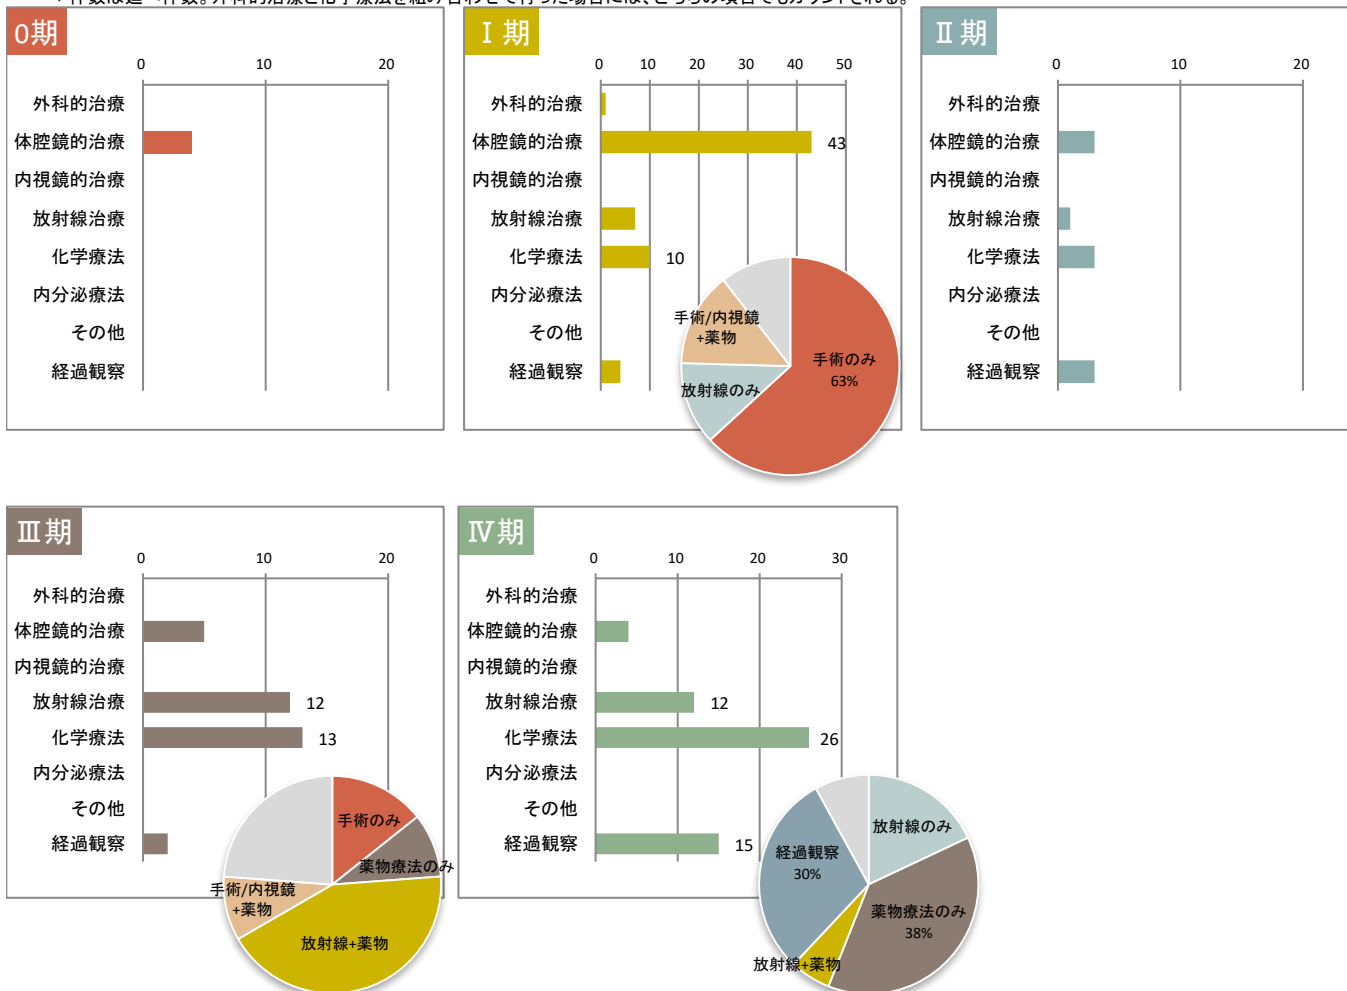 0期
0 10 20
外科的治療
体腔鏡的治療
内視鏡的治療
放射線治療
化学療法
内分泌療法
その他
経過観察
Ⅰ期
0 10 20 30 40 50
外科的治療
体腔鏡的治療 43
内視鏡的治療
放射線治療
化学療法 10
内分泌療法
その他
経過観察
手術のみ
63%
放射線のみ
手術/内視鏡
+薬物
Ⅱ期
0 10 20
外科的治療
体腔鏡的治療
内視鏡的治療
放射線治療
化学療法
内分泌療法
その他
経過観察
Ⅲ期
0 10 20
外科的治療
体腔鏡的治療
内視鏡的治療
放射線治療 12
化学療法 13
内分泌療法
その他
経過観察
手術のみ
薬物療法のみ
放射線+薬物
手術/内視鏡
+薬物
Ⅳ期
0 10 20 30
外科的治療
体腔鏡的治療
内視鏡的治療
放射線治療 12
化学療法 26
内分泌療法
その他
経過観察 15
放射線のみ
薬物療法のみ
38%
放射線+薬物
経過観察
30%